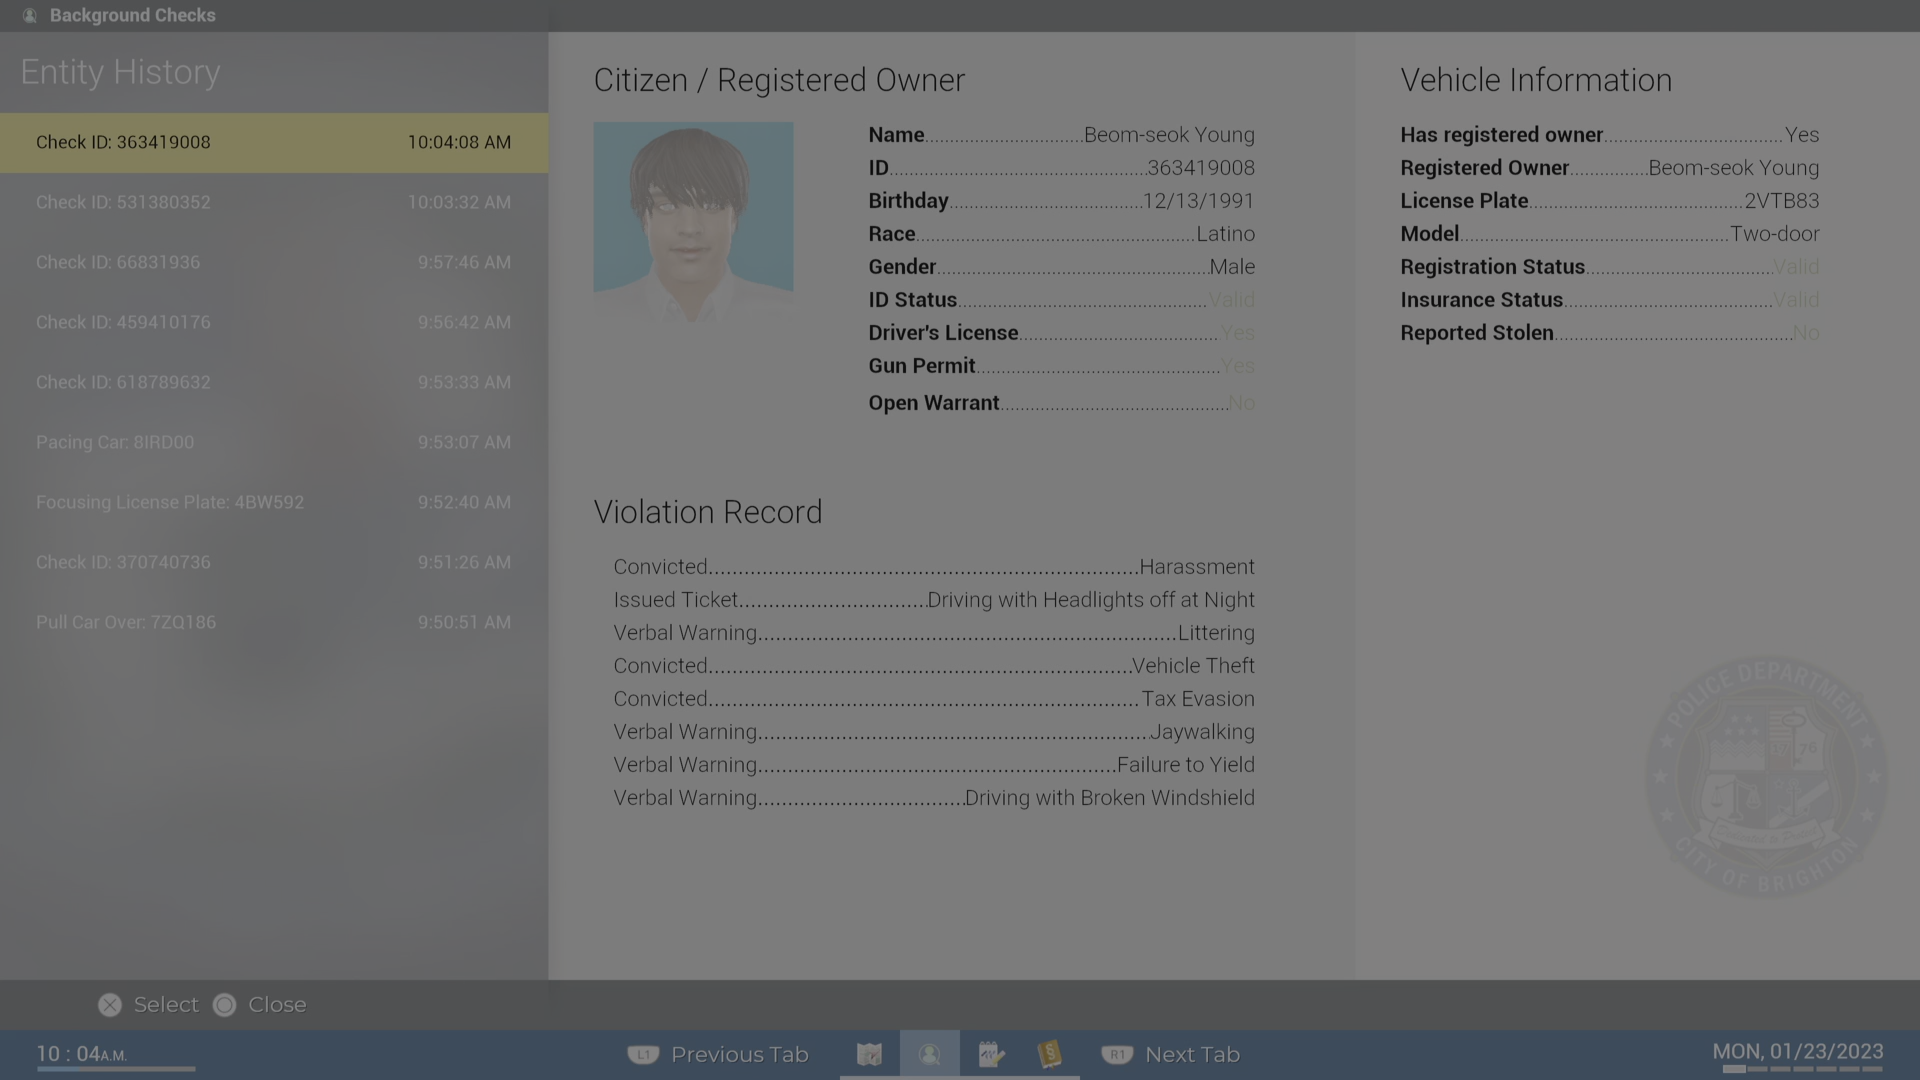 Background Checks
Entity History
Check ID: 363419008 10:04:08 AM
Check ID: 531380352 10:03:32 AM
Check ID: 66831936 9:57:46 AM
Check ID: 459410176 9:56:42 AM
Check ID: 618789632 9:53:33 AM
Pacing Car: 8IRD00 9:53:07 AM
Focusing License Plate: 4BW592 9:52:40 AM
Check ID: 370740736 9:51:26 AM
Pull Car Over: 7ZQ186 9:50:51 AM
Citizen / Registered Owner
Name Beom-seok Young
ID 363419008
Birthday 12/13/1991
Race Latino
Gender Male
ID Status Valid
Driver's License Yes
Gun Permit Yes
Open Warrant No
Violation Record
Convicted Harassment
Issued Ticket Driving with Headlights off at Night
Verbal Warning Littering
Convicted Vehicle Theft
Convicted Tax Evasion
Verbal Warning Jaywalking
Verbal Warning Failure to Yield
Verbal Warning Driving with Broken Windshield
Vehicle Information
Has registered owner Yes
Registered Owner Beom-seok Young
License Plate 2VTB83
Model Two-door
Registration Status Valid
Insurance Status Valid
Reported Stolen No
POLICE DEPARTMENT
17 76
CITY OF BRIGHTON
Select Close
10 : 04 A.M.
L1 Previous Tab
R1 Next Tab
MON, 01/23/2023